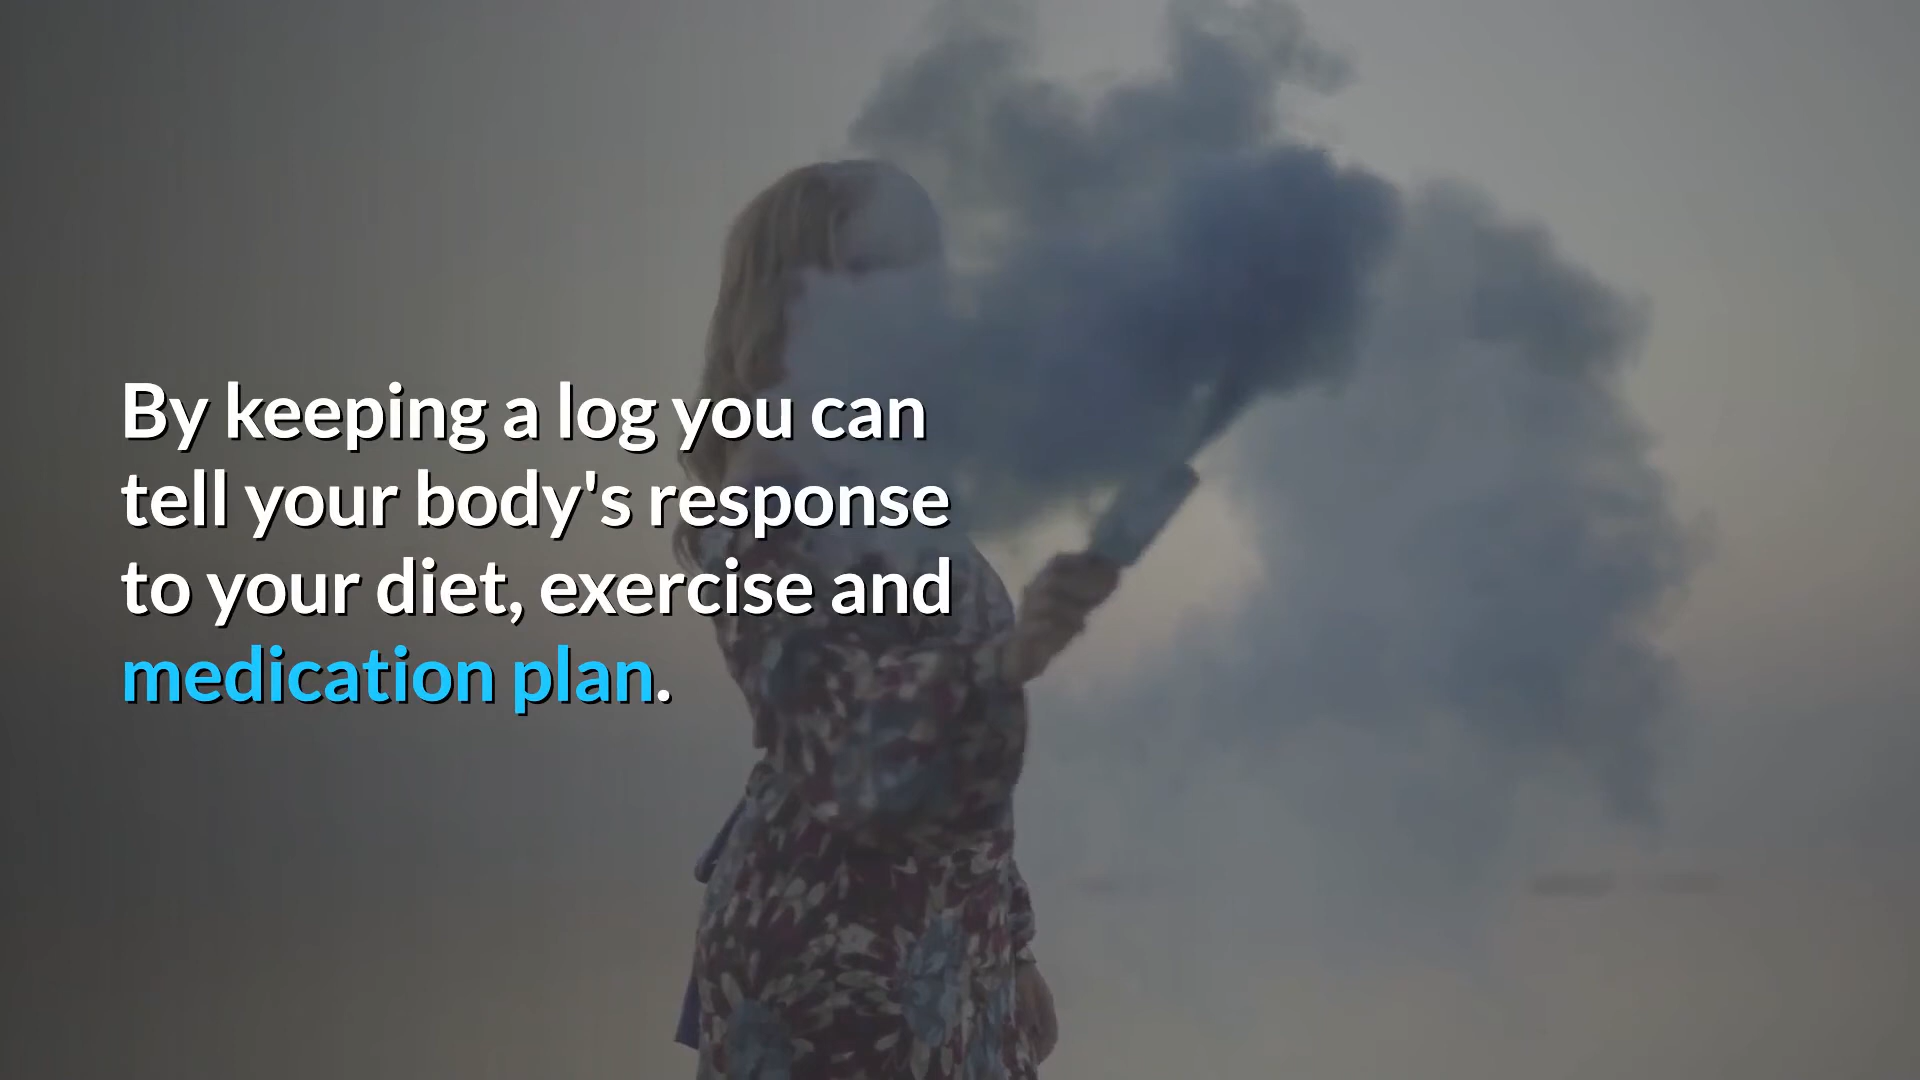 By keeping a log you can
tell your body's response
to your diet, exercise and
medication plan.